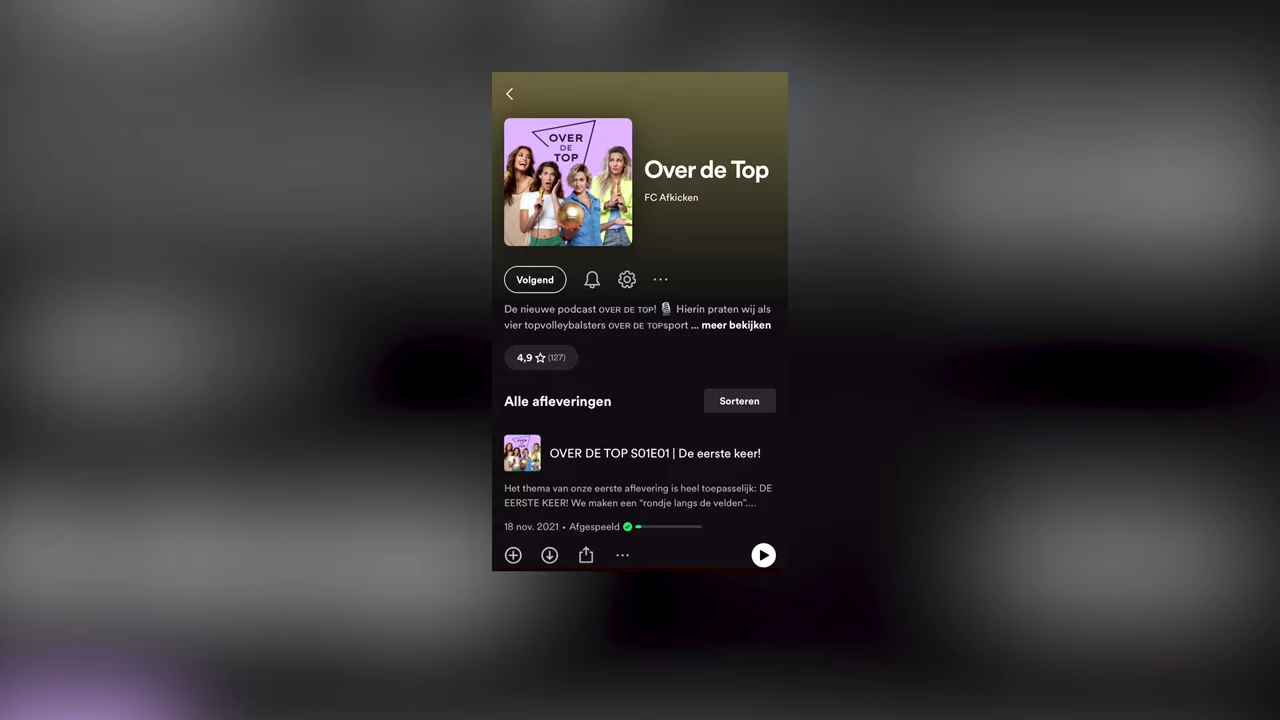 OVER
DE
TOP
Over de Top
FC Afkicken
Volgend
De nieuwe podcast OVER DE TOP! 🎙 Hierin praten wij als
vier topvolleybalsters OVER DE TOPsport ... meer bekijken
4,9 ☆ (127)
Alle afleveringen
Sorteren
OVER
DE
TOP
OVER DE TOP S01E01 | De eerste keer!
Het thema van onze eerste aflevering is heel toepasselijk: DE
EERSTE KEER! We maken een “rondje langs de velden”....
18 nov. 2021 • Afgespeeld